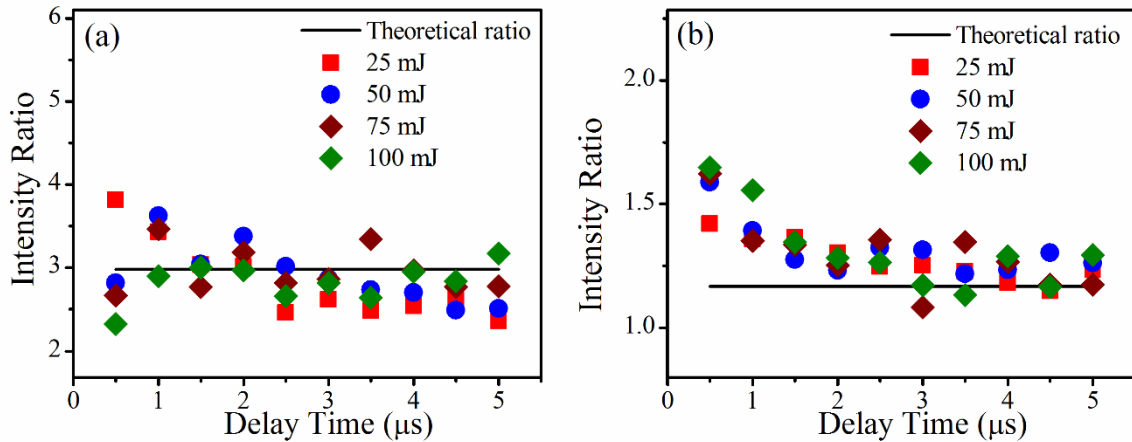 (a)
Theoretical ratio
25 mJ
50 mJ
75 mJ
100 mJ
Intensity Ratio
6
5
4
3
2
0 1 2 3 4 5
Delay Time (μs)
(b)
Theoretical ratio
25 mJ
50 mJ
75 mJ
100 mJ
Intensity Ratio
2.0
1.5
1.0
0 1 2 3 4 5
Delay Time (μs)